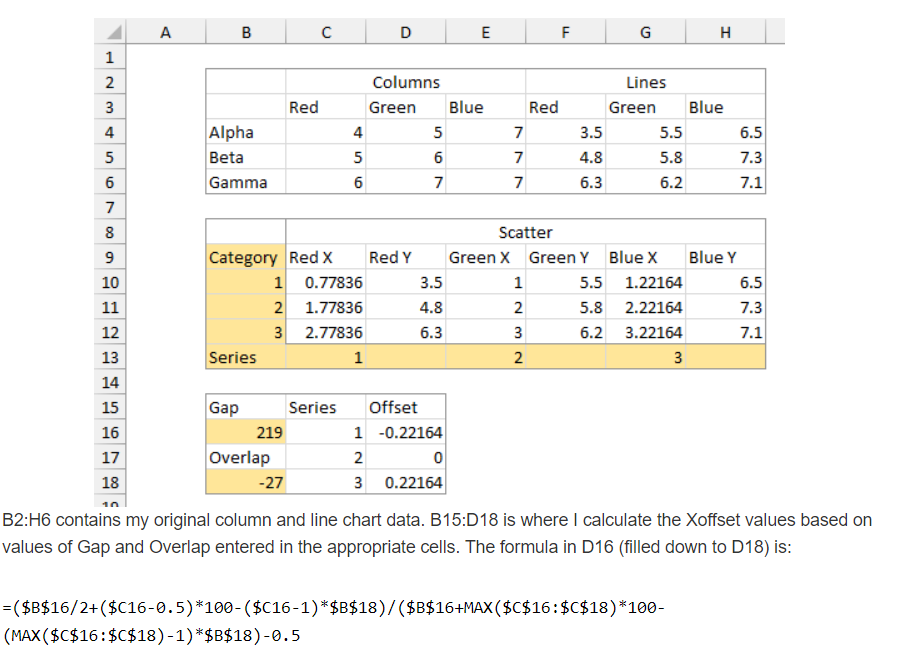 A B C D E F G H
1
2 Columns Lines
3 Red Green Blue Red Green Blue
4 Alpha 4 5 7 3.5 5.5 6.5
5 Beta 5 6 7 4.8 5.8 7.3
6 Gamma 6 7 7 6.3 6.2 7.1
7
8 Scatter
9 Category Red X Red Y Green X Green Y Blue X Blue Y
10 1 0.77836 3.5 1 5.5 1.22164 6.5
11 2 1.77836 4.8 2 5.8 2.22164 7.3
12 3 2.77836 6.3 3 6.2 3.22164 7.1
13 Series 1 2 3
14
15 Gap Series Offset
16 219 1 -0.22164
17 Overlap 2 0
18 -27 3 0.22164
B2:H6 contains my original column and line chart data. B15:D18 is where I calculate the Xoffset values based on
values of Gap and Overlap entered in the appropriate cells. The formula in D16 (filled down to D18) is:
=($B$16/2+($C16-0.5)*100-($C16-1)*$B$18)/($B$16+MAX($C$16:$C$18)*100-
(MAX($C$16:$C$18)-1)*$B$18)-0.5